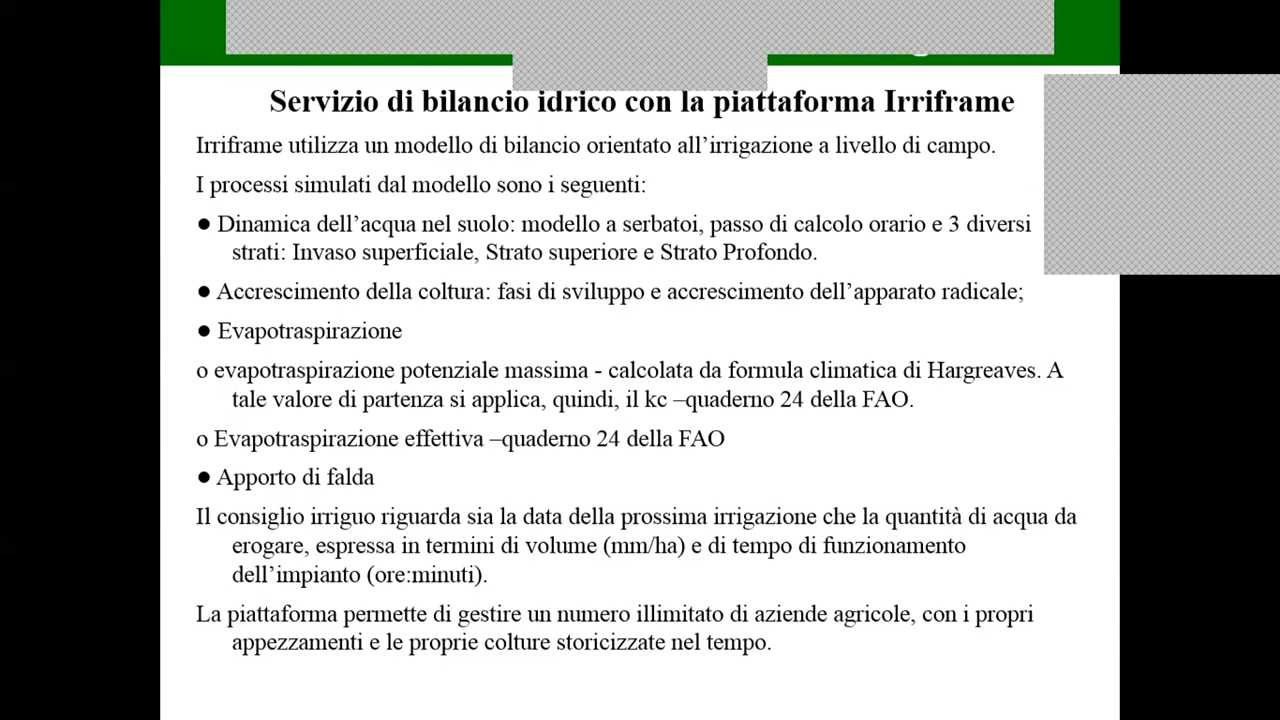 Servizio di bilancio idrico con la piattaforma Irriframe
Irriframe utilizza un modello di bilancio orientato all’irrigazione a livello di campo.
I processi simulati dal modello sono i seguenti:
● Dinamica dell’acqua nel suolo: modello a serbatoi, passo di calcolo orario e 3 diversi
strati: Invaso superficiale, Strato superiore e Strato Profondo.
● Accrescimento della coltura: fasi di sviluppo e accrescimento dell’apparato radicale;
● Evapotraspirazione
o evapotraspirazione potenziale massima - calcolata da formula climatica di Hargreaves. A
tale valore di partenza si applica, quindi, il kc –quaderno 24 della FAO.
o Evapotraspirazione effettiva –quaderno 24 della FAO
● Apporto di falda
Il consiglio irriguo riguarda sia la data della prossima irrigazione che la quantità di acqua da
erogare, espressa in termini di volume (mm/ha) e di tempo di funzionamento
dell’impianto (ore:minuti).
La piattaforma permette di gestire un numero illimitato di aziende agricole, con i propri
appezzamenti e le proprie colture storicizzate nel tempo.